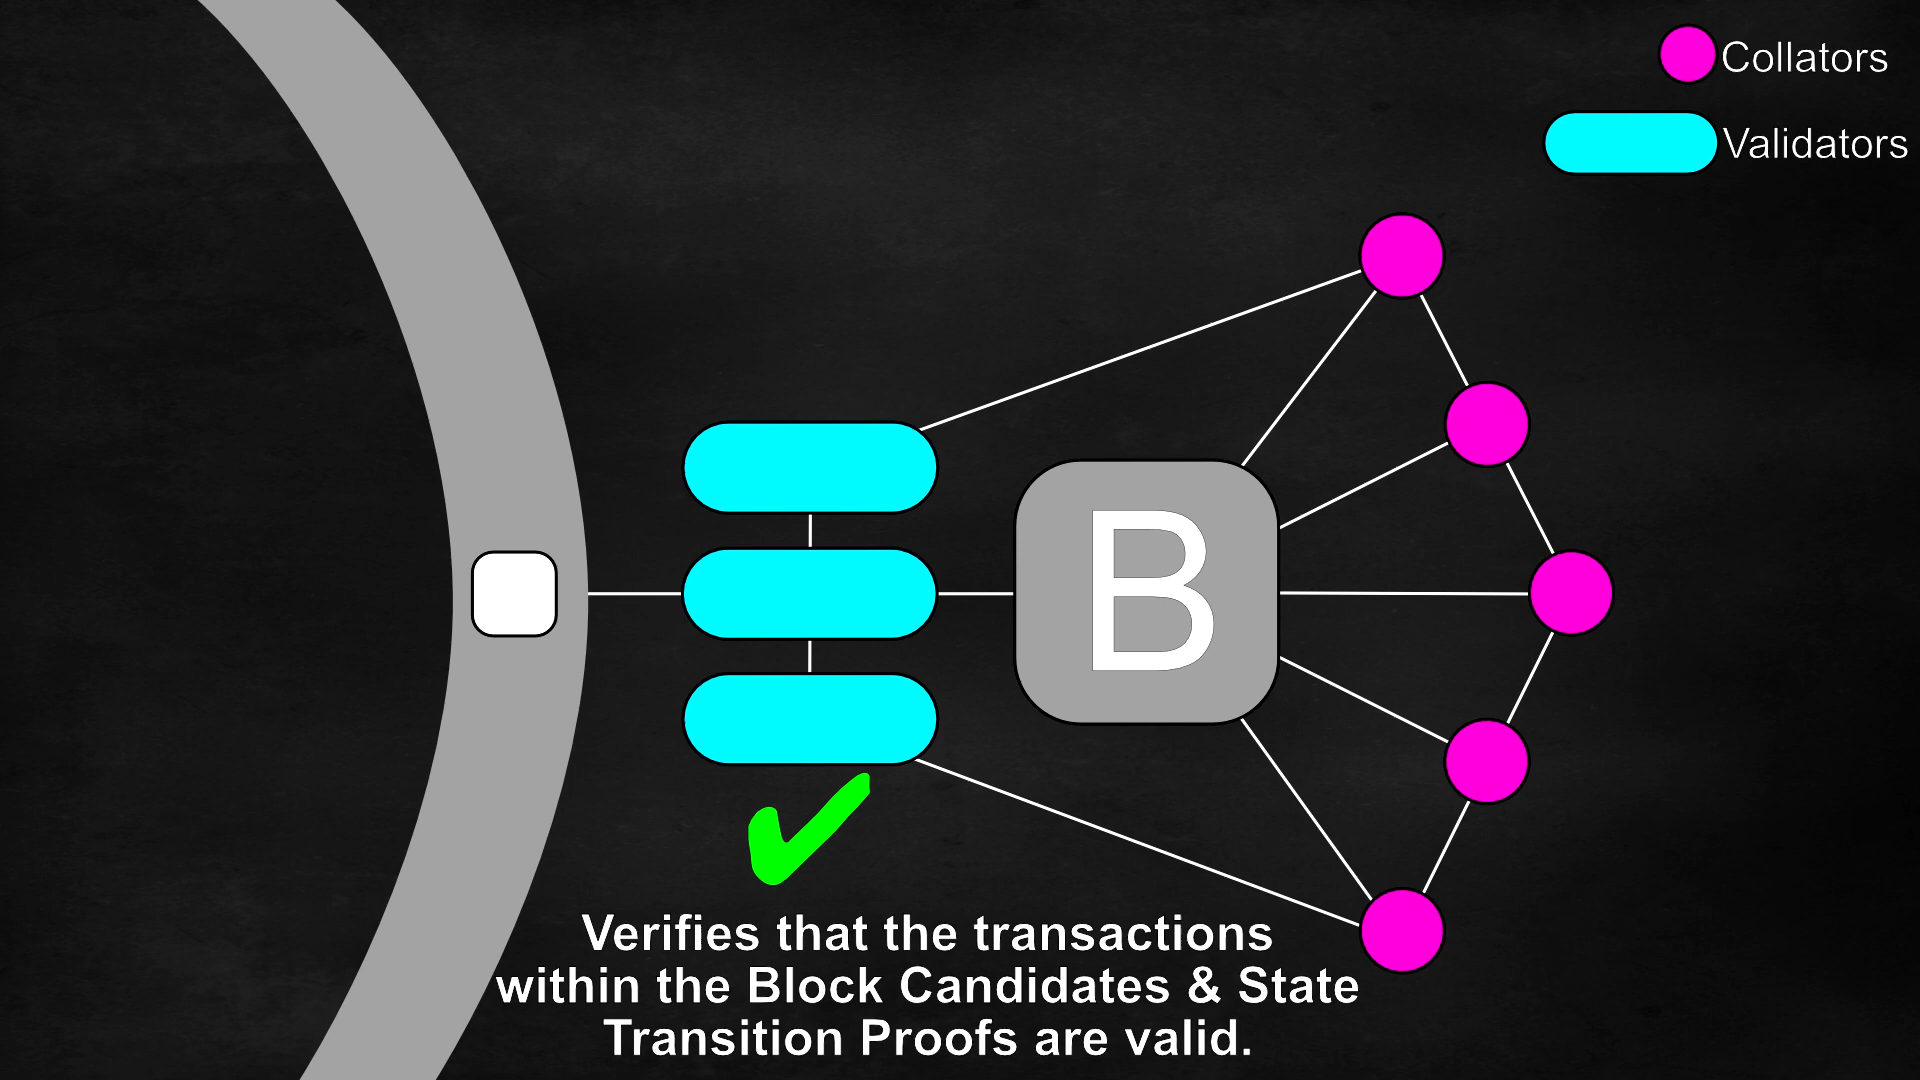 Collators
Validators
B
Verifies that the transactions
within the Block Candidates & State
Transition Proofs are valid.